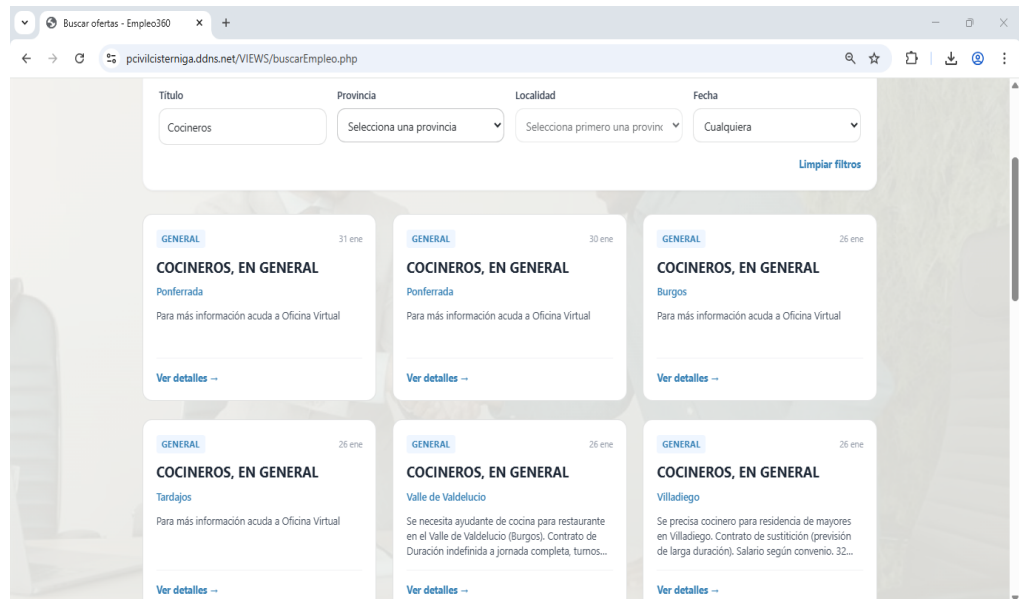 Buscar ofertas - Empleo360
pcivilcisterniga.ddns.net/VIEWS/buscarEmpleo.php
Título Provincia Localidad Fecha
Cocineros Selecciona una provincia Selecciona primero una provinc Cualquiera
Limpiar filtros
GENERAL 31 ene
COCINEROS, EN GENERAL
Ponferrada
Para más información acuda a Oficina Virtual
Ver detalles →
GENERAL 30 ene
COCINEROS, EN GENERAL
Ponferrada
Para más información acuda a Oficina Virtual
Ver detalles →
GENERAL 26 ene
COCINEROS, EN GENERAL
Burgos
Para más información acuda a Oficina Virtual
Ver detalles →
GENERAL 26 ene
COCINEROS, EN GENERAL
Tardajos
Para más información acuda a Oficina Virtual
Ver detalles →
GENERAL 26 ene
COCINEROS, EN GENERAL
Valle de Valdelucio
Se necesita ayudante de cocina para restaurante
en el Valle de Valdelucio (Burgos). Contrato de
Duración indefinida a jornada completa, turnos...
Ver detalles →
GENERAL 26 ene
COCINEROS, EN GENERAL
Villadiego
Se precisa cocinero para residencia de mayores
en Villadiego. Contrato de sustitición (previsión
de larga duración). Salario según convenio. 32...
Ver detalles →